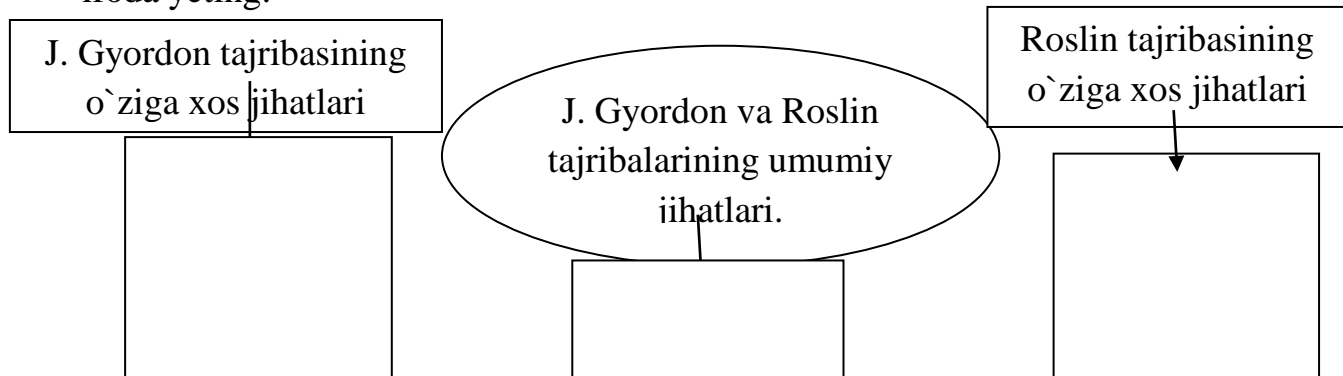 J. Gyordon tajribasining
o`ziga xos jihatlari
J. Gyordon va Roslin
tajribalarining umumiy
jihatlari.
Roslin tajribasining
o`ziga xos jihatlari